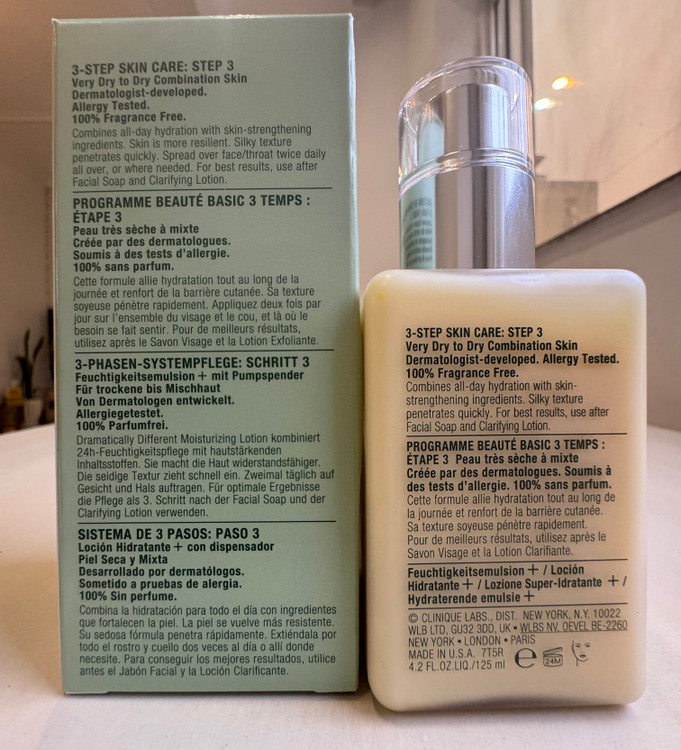 3-STEP SKIN CARE: STEP 3
Very Dry to Dry Combination Skin
Dermatologist-developed.
Allergy Tested.
100% Fragrance Free.
Combines all-day hydration with skin-strengthening
ingredients. Skin is more resilient. Silky texture
penetrates quickly. Spread over face/throat twice daily
all over, or where needed. For best results, use after
Facial Soap and Clarifying Lotion.
PROGRAMME BEAUTÉ BASIC 3 TEMPS :
ÉTAPE 3
Peau très sèche à mixte
Créée par des dermatologues.
Soumis à des tests d'allergie.
100% sans parfum.
Cette formule allie hydratation tout au long de la
journée et renfort de la barrière cutanée. Sa texture
soyeuse pénètre rapidement. Appliquez deux fois par
jour sur l'ensemble du visage et le cou, et là où le
besoin se fait sentir. Pour de meilleurs résultats,
utilisez après le Savon Visage et la Lotion Exfoliante.
3-PHASEN-SYSTEMPFLEGE: SCHRITT 3
Feuchtigkeitsemulsion + mit Pumpspender
Für trockene bis Mischhaut
Von Dermatologen entwickelt.
Allergiegetestet.
100% Parfumfrei.
Dramatically Different Moisturizing Lotion kombiniert
24h-Feuchtigkeitspflege mit hautstärkenden
Inhaltsstoffen. Sie macht die Haut widerstandsfähiger.
Die seidige Textur zieht schnell ein. Zweimal täglich auf
Gesicht und Hals auftragen. Für optimale Ergebnisse
die Pflege als 3. Schritt nach der Facial Soap und der
Clarifying Lotion verwenden.
SISTEMA DE 3 PASOS: PASO 3
Loción Hidratante + con dispensador
Piel Seca y Mixta
Desarrollado por dermatólogos.
Sometido a pruebas de alergia.
100% Sin perfume.
Combina la hidratación para todo el día con ingredientes
que fortalecen la piel. La piel se vuelve más resistente.
Su sedosa fórmula penetra rápidamente. Extiéndala por
todo el rostro y cuello dos veces al día o allí donde
necesite. Para conseguir los mejores resultados, utilice
antes el Jabón Facial y la Loción Clarificante.
3-STEP SKIN CARE: STEP 3
Very Dry to Dry Combination Skin
Dermatologist-developed. Allergy Tested.
100% Fragrance Free.
Combines all-day hydration with skin-
strengthening ingredients. Silky texture
penetrates quickly. For best results, use after
Facial Soap and Clarifying Lotion.
PROGRAMME BEAUTÉ BASIC 3 TEMPS :
ÉTAPE 3 Peau très sèche à mixte
Créée par des dermatologues. Soumis à
des tests d'allergie. 100% sans parfum.
Cette formule allie hydratation tout au long de
la journée et renfort de la barrière cutanée.
Sa texture soyeuse pénètre rapidement.
Pour de meilleurs résultats, utilisez après le
Savon Visage et la Lotion Clarifiante.
Feuchtigkeitsemulsion + / Loción
Hidratante + / Lozione Super-Idratante + /
Hydraterende emulsie +
© CLINIQUE LABS., DIST. NEW YORK, N.Y. 10022
WLB LTD, GU32 3DD, UK • WLBS NV. OEVEL BE-2260
NEW YORK • LONDON • PARIS
MADE IN U.S.A. 7T5R
4.2 FL.OZ.LIQ./125 ml e 24M